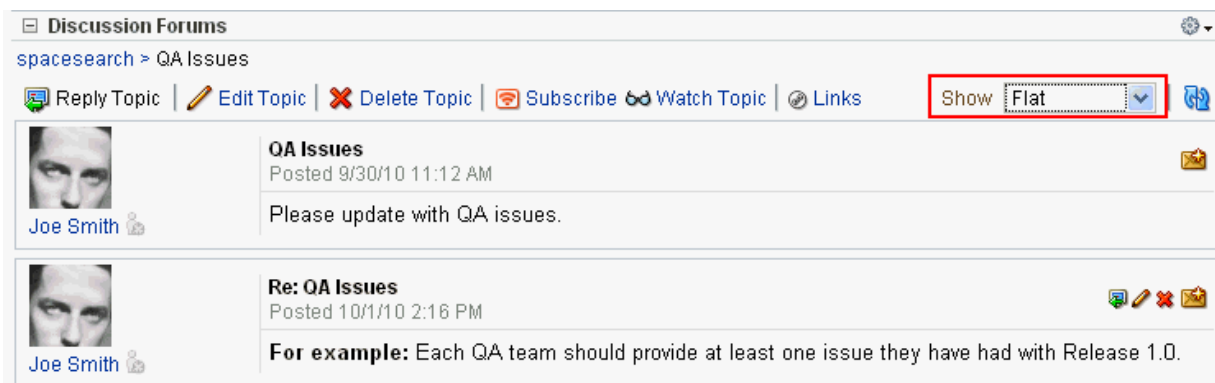 Discussion Forums
spacesearch > QA Issues
Reply Topic | Edit Topic | Delete Topic | Subscribe Watch Topic | Links Show Flat
QA Issues
Posted 9/30/10 11:12 AM
Please update with QA issues.
Joe Smith
Re: QA Issues
Posted 10/1/10 2:16 PM
For example: Each QA team should provide at least one issue they have had with Release 1.0.
Joe Smith